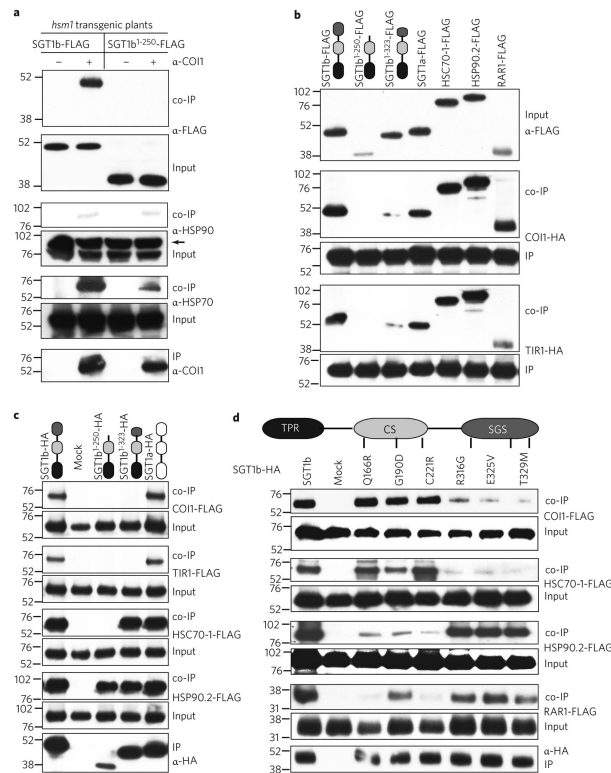 a
hsm1 transgenic plants
SGT1b-FLAG SGT1b1-250-FLAG
– + – + α-COI1
52
38
co-IP
α-FLAG
52
38
Input
102
76
co-IP
α-HSP90
102
76
Input
76
52
co-IP
α-HSP70
76
52
Input
76
52
IP
α-COI1
b
SGT1b-FLAG
SGT1b1-250-FLAG
SGT1b1-323-FLAG
SGT1a-FLAG
HSC70-1-FLAG
HSP90.2-FLAG
RAR1-FLAG
102
76
52
38
Input
α-FLAG
102
76
52
38
co-IP
COI1-HA
76
52
IP
102
76
52
38
co-IP
TIR1-HA
76
52
IP
c
SGT1b-HA
Mock
SGT1b1-250-HA
SGT1b1-323-HA
SGT1a-HA
76
52
co-IP
COI1-FLAG
76
52
Input
76
52
co-IP
TIR1-FLAG
76
52
Input
76
52
co-IP
HSC70-1-FLAG
76
52
Input
102
76
co-IP
HSP90.2-FLAG
102
76
Input
52
38
IP
α-HA
d
TPR CS SGS
SGT1b-HA
SGT1b
Mock
Q166R
G190D
C221R
R316G
E325V
T329M
76
52
co-IP
COI1-FLAG
76
52
Input
76
52
co-IP
HSC70-1-FLAG
76
52
Input
102
76
co-IP
HSP90.2-FLAG
102
76
Input
38
31
co-IP
RAR1-FLAG
38
31
Input
52
38
α-HA
IP